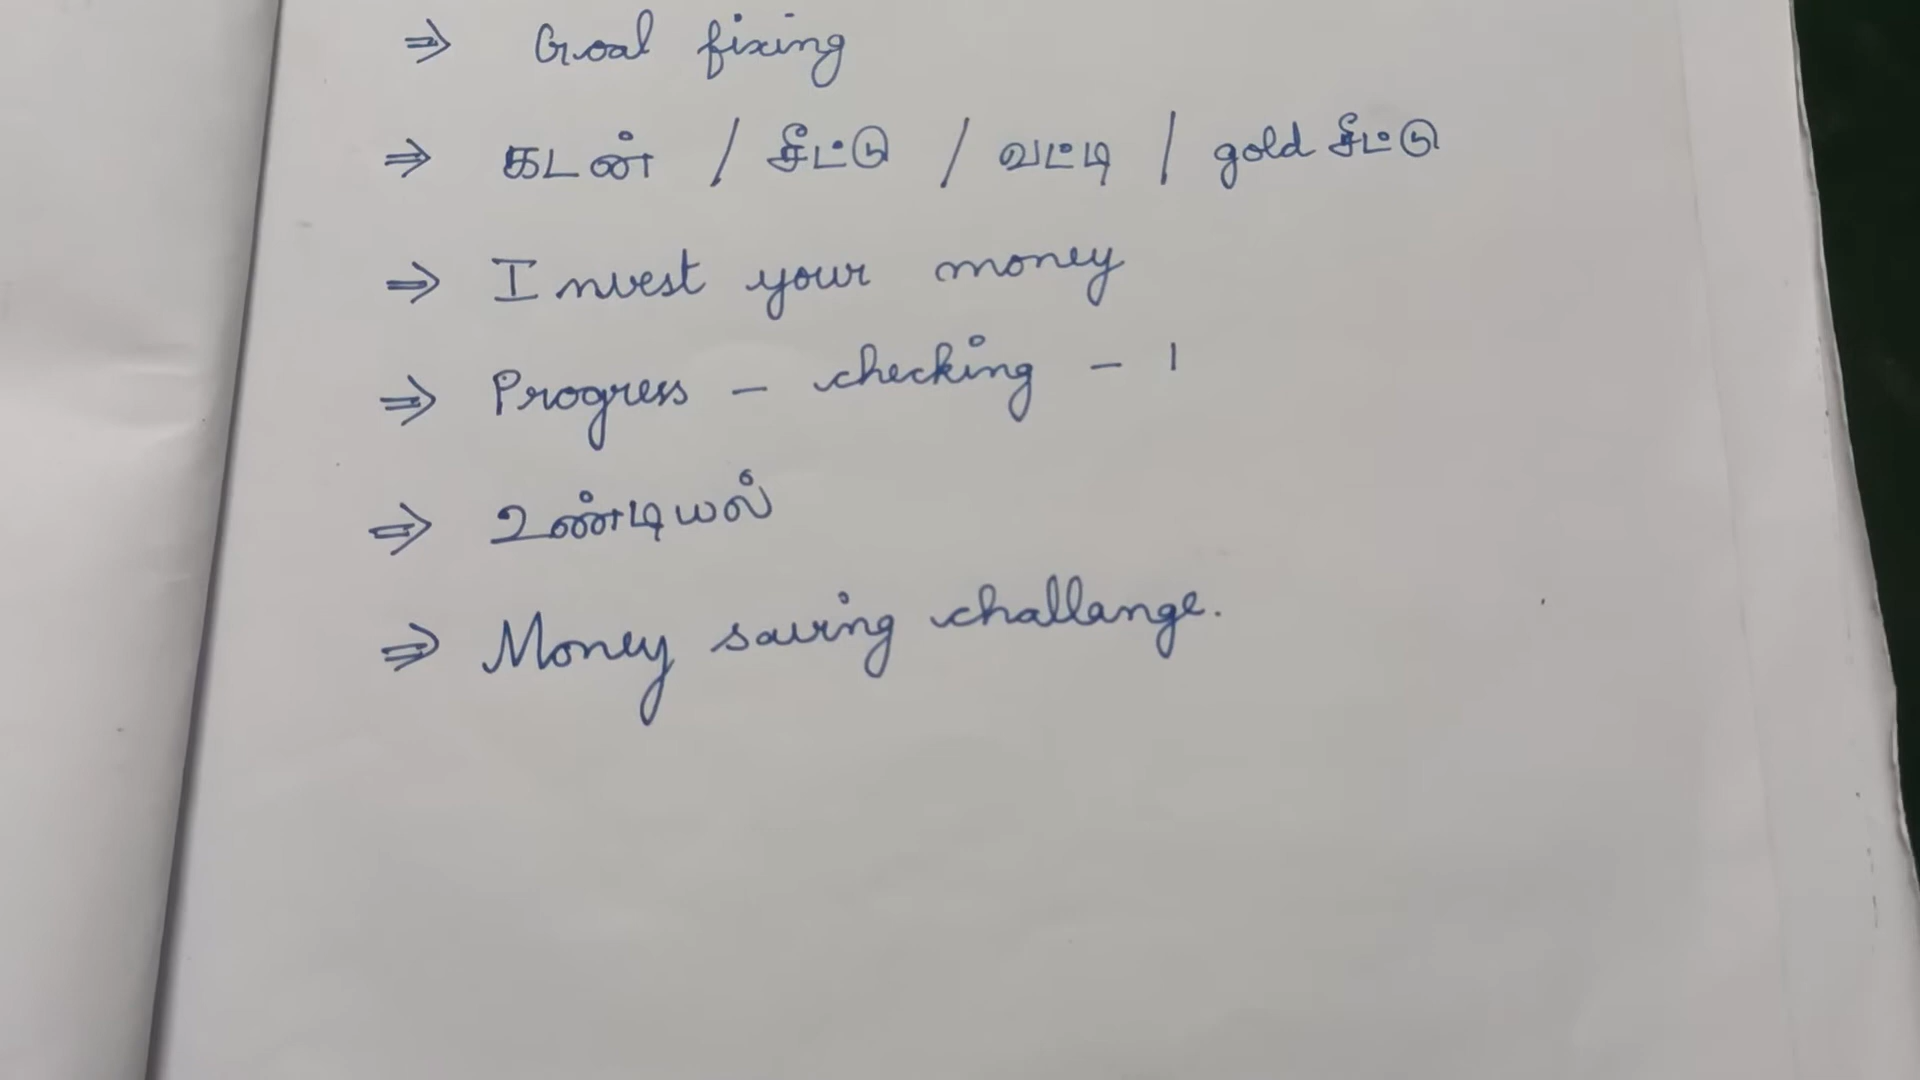 ⇒ Goal fixing
⇒ கடன் / சீட்டு / வட்டி / gold சீட்டு
⇒ Invest your money
⇒ Progress - checking - 1
⇒ உண்டியல்
⇒ Money saving challange.